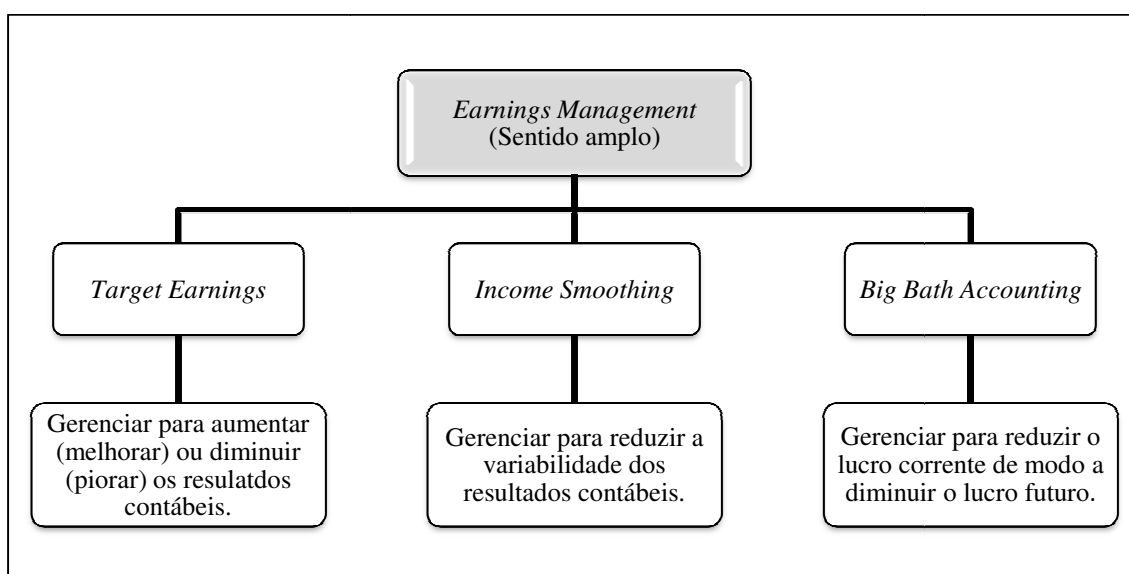 Earnings Management
(Sentido amplo)
Target Earnings
Income Smoothing
Big Bath Accounting
Gerenciar para aumentar
(melhorar) ou diminuir
(piorar) os resulatdos
contábeis.
Gerenciar para reduzir a
variabilidade dos
resultados contábeis.
Gerenciar para reduzir o
lucro corrente de modo a
diminuir o lucro futuro.